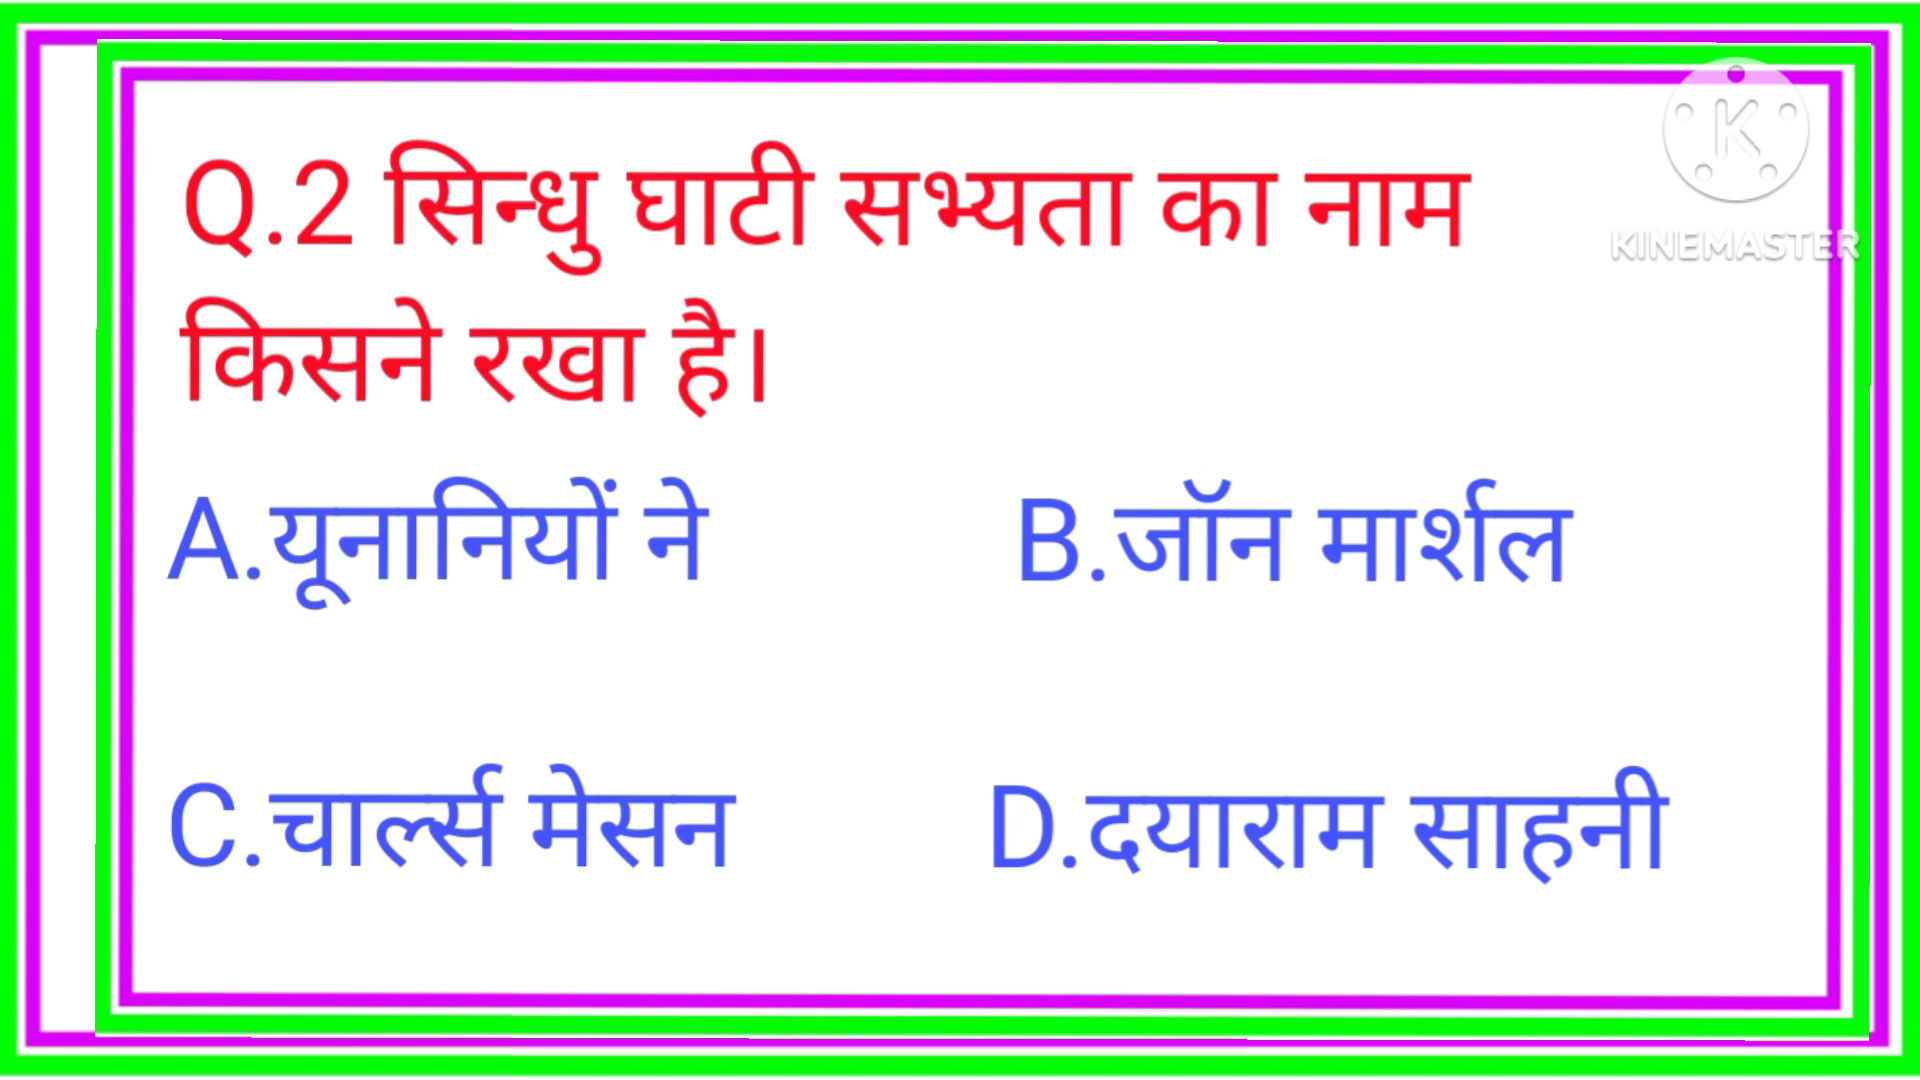 Q.2 सिन्धु घाटी सभ्यता का नाम
किसने रखा है।
A.यूनानियों ने B.जॉन मार्शल
C.चार्ल्स मेसन D.दयाराम साहनी
K
KINEMASTER